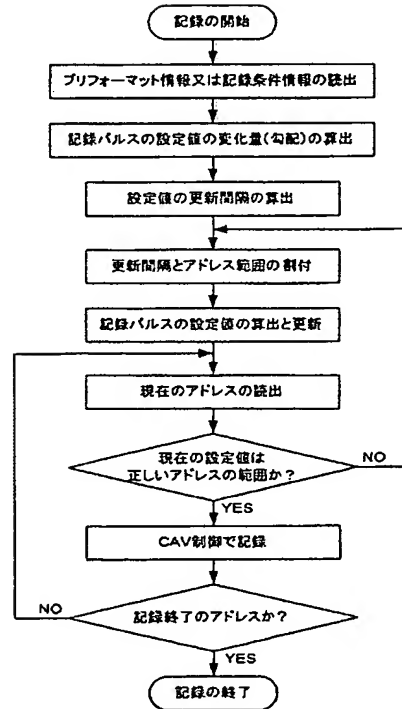 記録の開始
プリフォーマット情報又は記録条件情報の読出
記録パルスの設定値の変化量(勾配)の算出
設定値の更新間隔の算出
更新間隔とアドレス範囲の割付
記録パルスの設定値の算出と更新
現在のアドレスの読出
現在の設定値は
正しいアドレスの範囲か？
NO
YES
CAV制御で記録
NO
記録終了のアドレスか？
YES
記録の終了